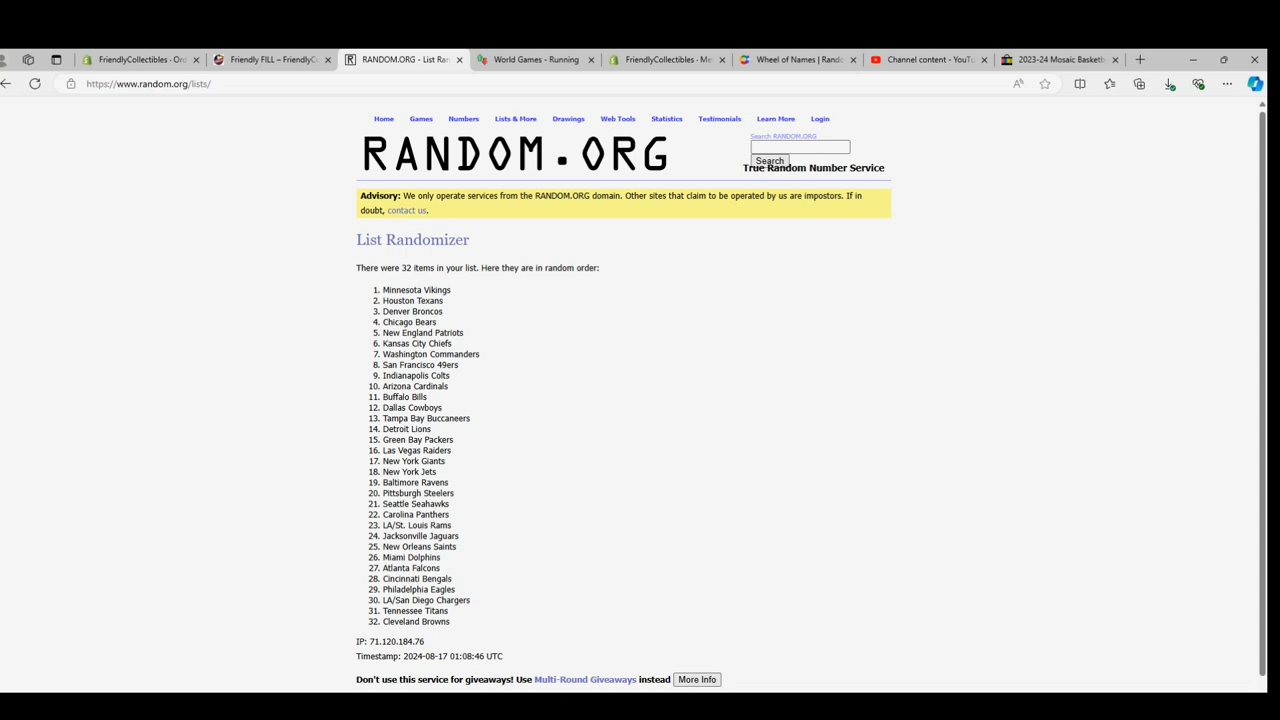 FriendlyCollectibles - Ord
Friendly FILL – FriendlyC
RANDOM.ORG - List Ran
World Games - Running
FriendlyCollectibles - Me
Wheel of Names | Rand
Channel content - YouTu
2023-24 Mosaic Basketb
https://www.random.org/lists/
Home Games Numbers Lists & More Drawings Web Tools Statistics Testimonials Learn More Login
RANDOM.ORG
Search RANDOM.ORG
Search
True Random Number Service
Advisory: We only operate services from the RANDOM.ORG domain. Other sites that claim to be operated by us are impostors. If in
doubt, contact us.
List Randomizer
There were 32 items in your list. Here they are in random order:
1. Minnesota Vikings
2. Houston Texans
3. Denver Broncos
4. Chicago Bears
5. New England Patriots
6. Kansas City Chiefs
7. Washington Commanders
8. San Francisco 49ers
9. Indianapolis Colts
10. Arizona Cardinals
11. Buffalo Bills
12. Dallas Cowboys
13. Tampa Bay Buccaneers
14. Detroit Lions
15. Green Bay Packers
16. Las Vegas Raiders
17. New York Giants
18. New York Jets
19. Baltimore Ravens
20. Pittsburgh Steelers
21. Seattle Seahawks
22. Carolina Panthers
23. LA/St. Louis Rams
24. Jacksonville Jaguars
25. New Orleans Saints
26. Miami Dolphins
27. Atlanta Falcons
28. Cincinnati Bengals
29. Philadelphia Eagles
30. LA/San Diego Chargers
31. Tennessee Titans
32. Cleveland Browns
IP: 71.120.184.76
Timestamp: 2024-08-17 01:08:46 UTC
Don't use this service for giveaways! Use Multi-Round Giveaways instead More Info